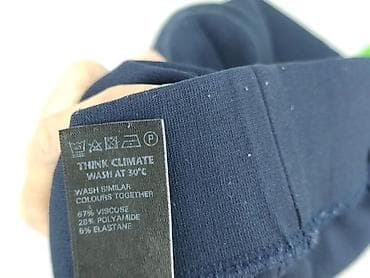 P
THINK CLIMATE
WASH AT 30°C
WASH SIMILAR
COLOURS TOGETHER
67% VISCOSE
28% POLYAMIDE
5% ELASTANE